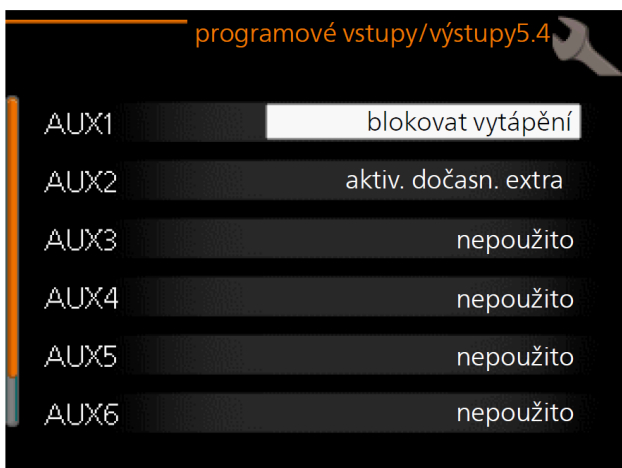 programové vstupy/výstupy5.4
AUX1 blokovat vytápění
AUX2 aktiv. dočasn. extra
AUX3 nepoužito
AUX4 nepoužito
AUX5 nepoužito
AUX6 nepoužito